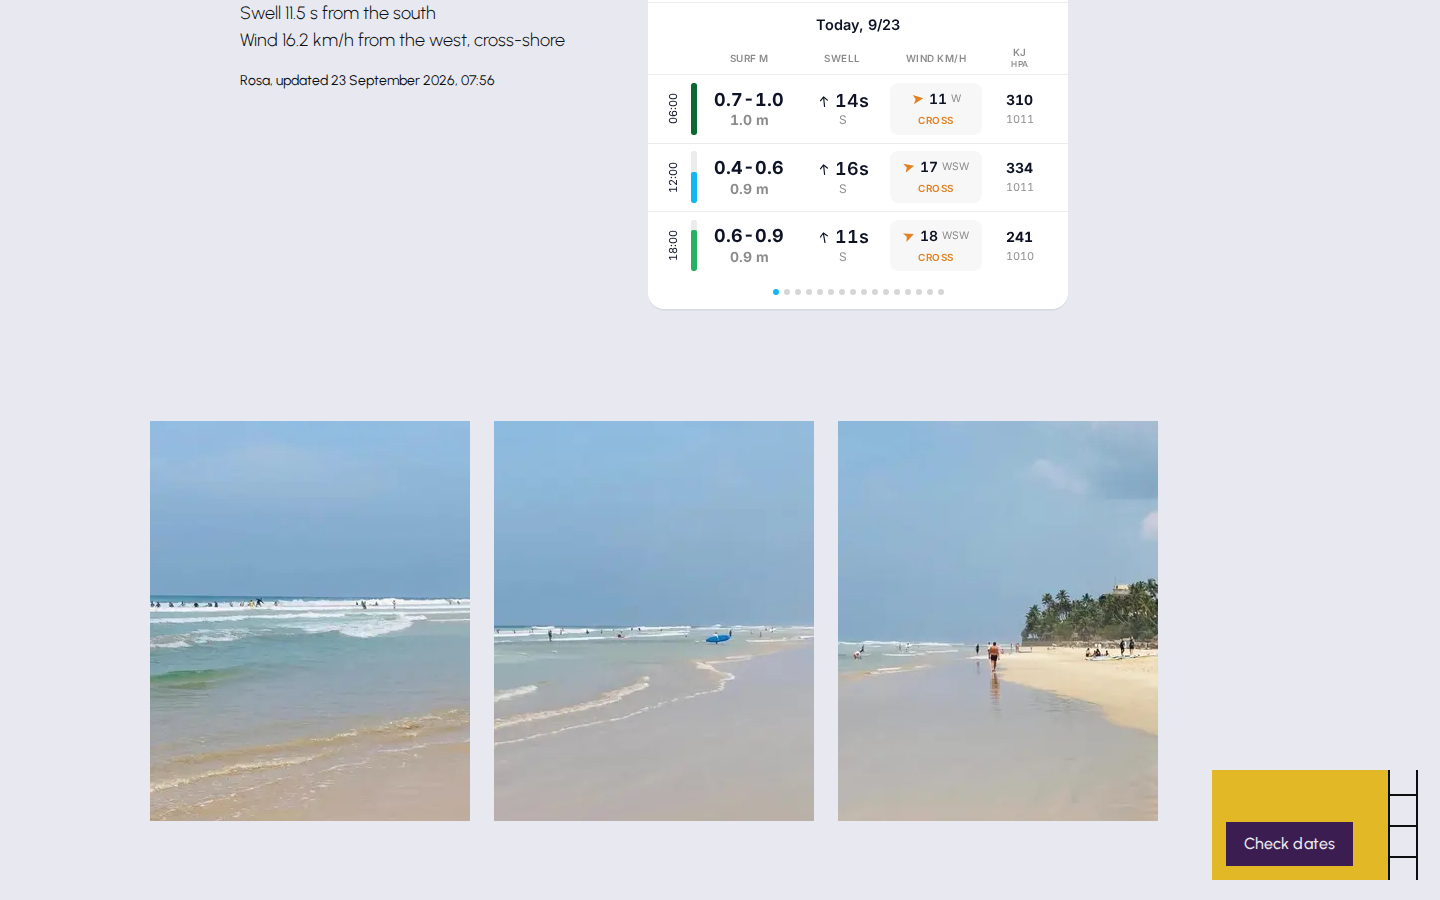 Swell 11.5 s from the south
Wind 16.2 km/h from the west, cross-shore
Rosa, updated 23 September 2026, 07:56
Today, 9/23
SURF M SWELL WIND KM/H KJ
HPA
06:00 0.7-1.0 14s 11 W 310
1.0 m S CROSS 1011
12:00 0.4-0.6 16s 17 WSW 334
0.9 m S CROSS 1011
18:00 0.6-0.9 11s 18 WSW 241
0.9 m S CROSS 1010
Check dates